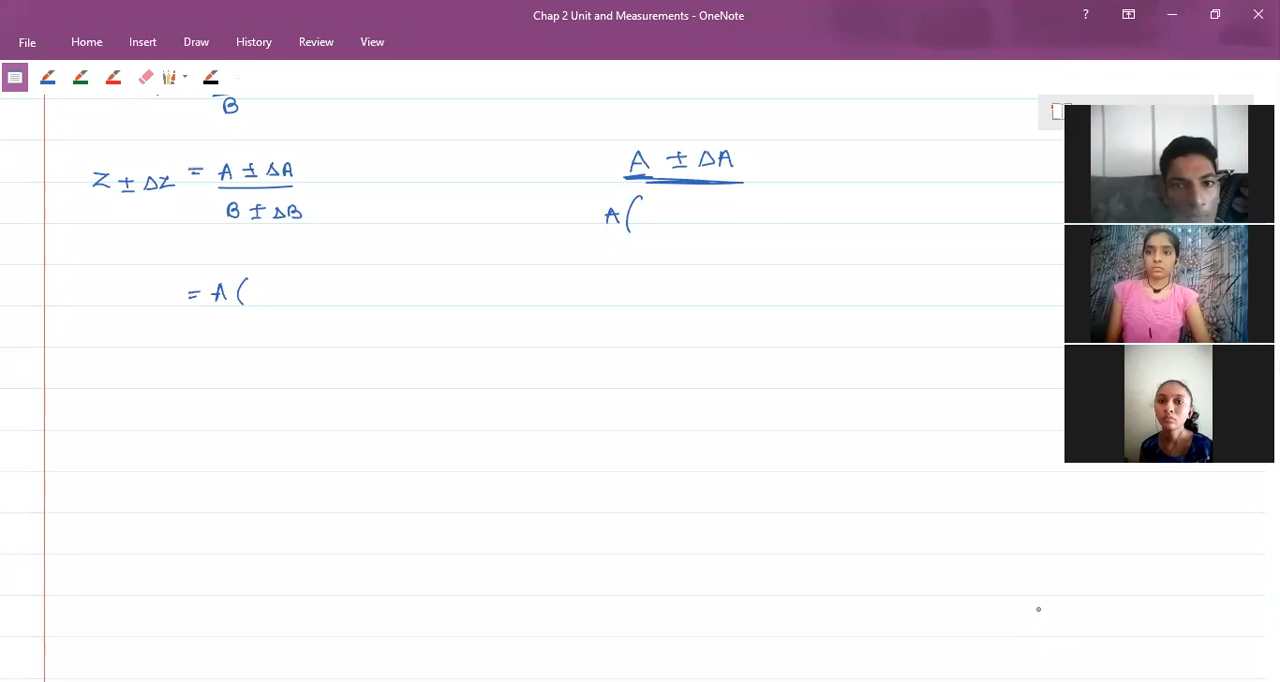 Chap 2 Unit and Measurements - OneNote
File Home Insert Draw History Review View
B
Z ± ΔZ = A ± ΔA
B ± ΔB
= A (
A ± ΔA
A (